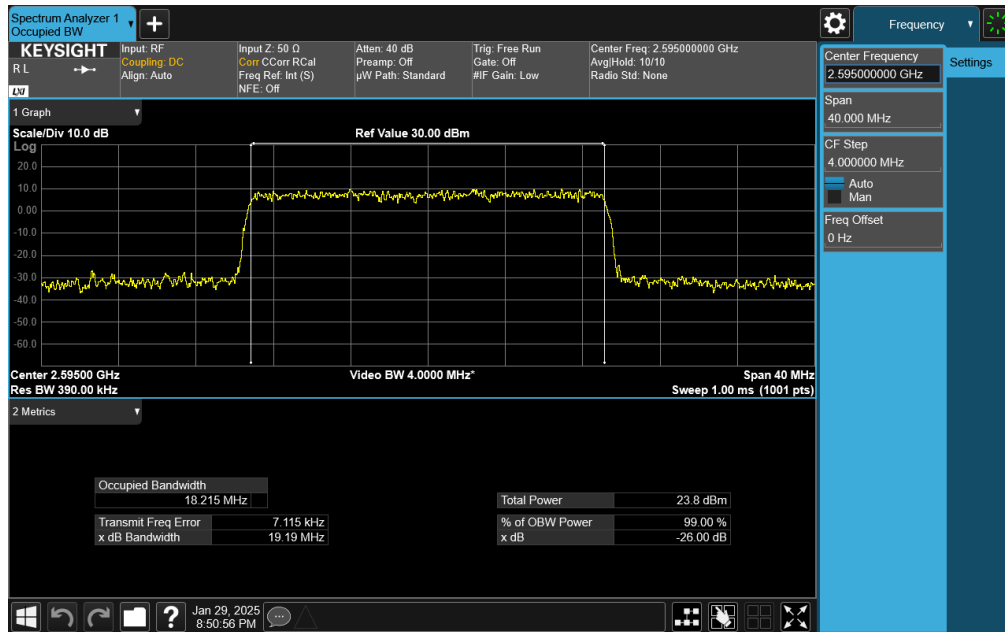 Spectrum Analyzer 1
Occupied BW
Frequency
KEYSIGHT
R L
LXI
Input: RF
Coupling: DC
Align: Auto
Input Z: 50 Ω
Corr CCorr RCal
Freq Ref: Int (S)
NFE: Off
Atten: 40 dB
Preamp: Off
µW Path: Standard
Trig: Free Run
Gate: Off
#IF Gain: Low
Center Freq: 2.595000000 GHz
Avg|Hold: 10/10
Radio Std: None
Center Frequency
2.595000000 GHz
Settings
Span
40.000 MHz
CF Step
4.000000 MHz
Auto
Man
Freq Offset
0 Hz
1 Graph
Scale/Div 10.0 dB
Ref Value 30.00 dBm
Log
20.0
10.0
0.00
-10.0
-20.0
-30.0
-40.0
-50.0
-60.0
Center 2.59500 GHz
Video BW 4.0000 MHz*
Span 40 MHz
Res BW 390.00 kHz
Sweep 1.00 ms (1001 pts)
2 Metrics
Occupied Bandwidth
18.215 MHz
Total Power 23.8 dBm
Transmit Freq Error 7.115 kHz
% of OBW Power 99.00 %
x dB Bandwidth 19.19 MHz
x dB -26.00 dB
Jan 29, 2025
8:50:56 PM